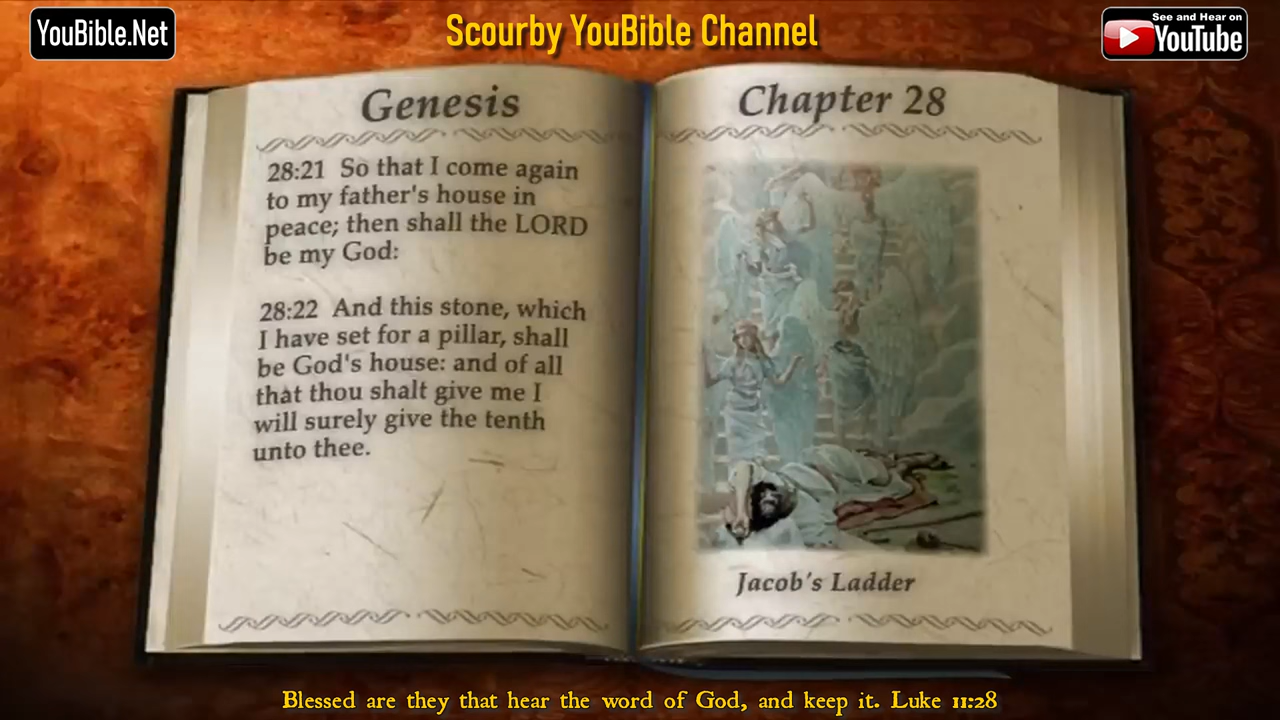 YouBible.Net
Scourby YouBible Channel
See and Hear on
YouTube
Genesis
28:21 So that I come again
to my father's house in
peace; then shall the LORD
be my God:
28:22 And this stone, which
I have set for a pillar, shall
be God's house: and of all
that thou shalt give me I
will surely give the tenth
unto thee.
Chapter 28
Jacob's Ladder
Blessed are they that hear the word of God, and keep it. Luke 11:28